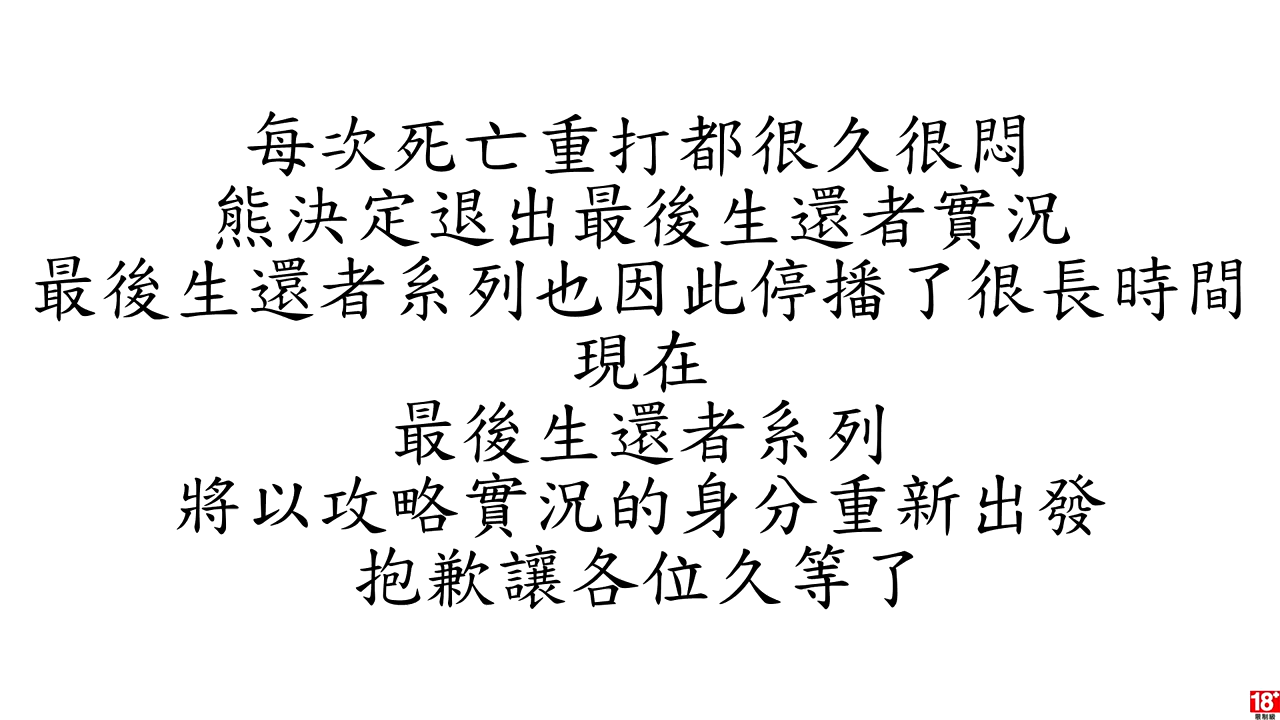 每次死亡重打都很久很悶
熊決定退出最後生還者實況
最後生還者系列也因此停播了很長時間
現在
最後生還者系列
將以攻略實況的身分重新出發
抱歉讓各位久等了
18+
限制級